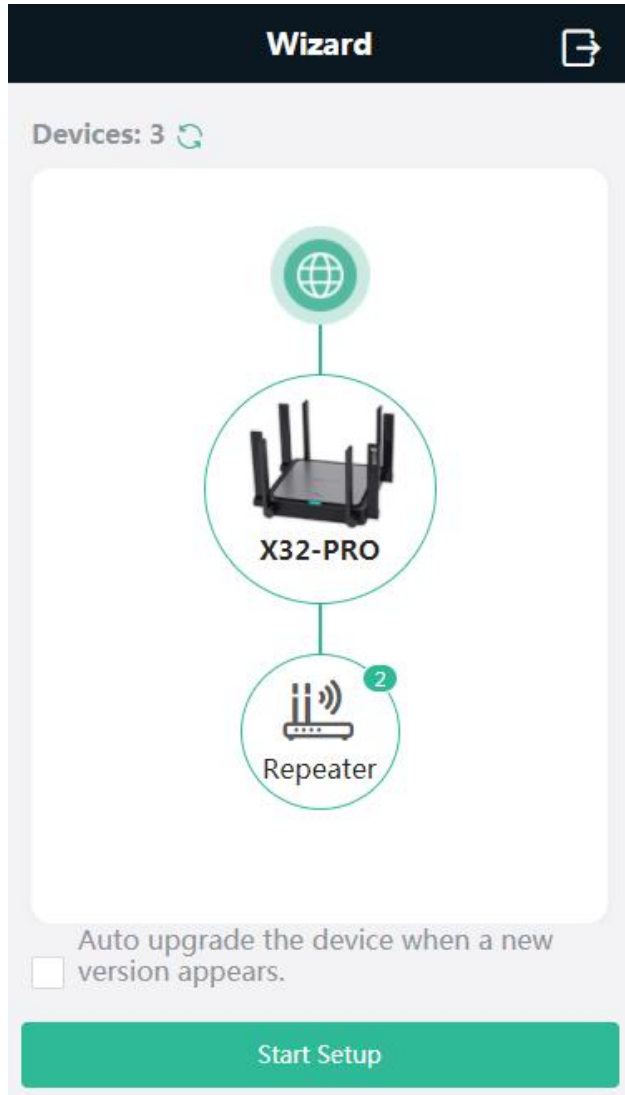 Wizard
Devices: 3
X32-PRO
2
Repeater
Auto upgrade the device when a new
version appears.
Start Setup